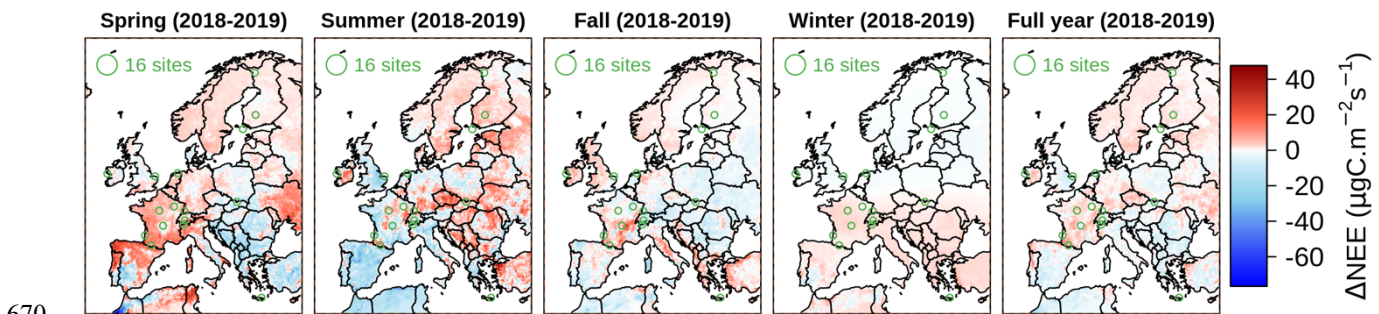 Spring (2018-2019) Summer (2018-2019) Fall (2018-2019) Winter (2018-2019) Full year (2018-2019)
16 sites 16 sites 16 sites 16 sites 16 sites
40
20
0
-20
-40
-60
ΔNEE (µgC.m⁻²s⁻¹)
670